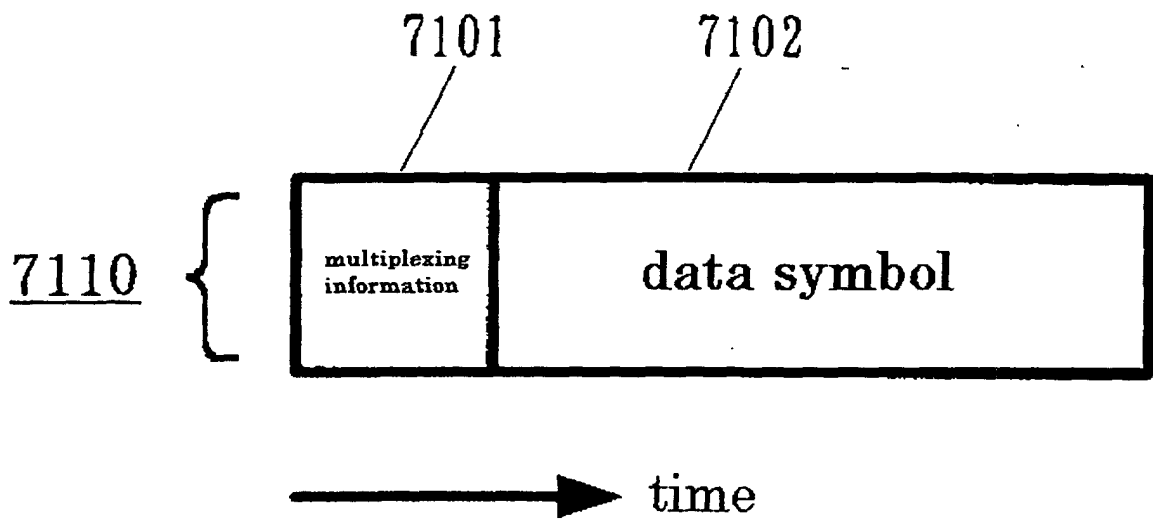 7101
7102
7110
multiplexing
information
data symbol
time